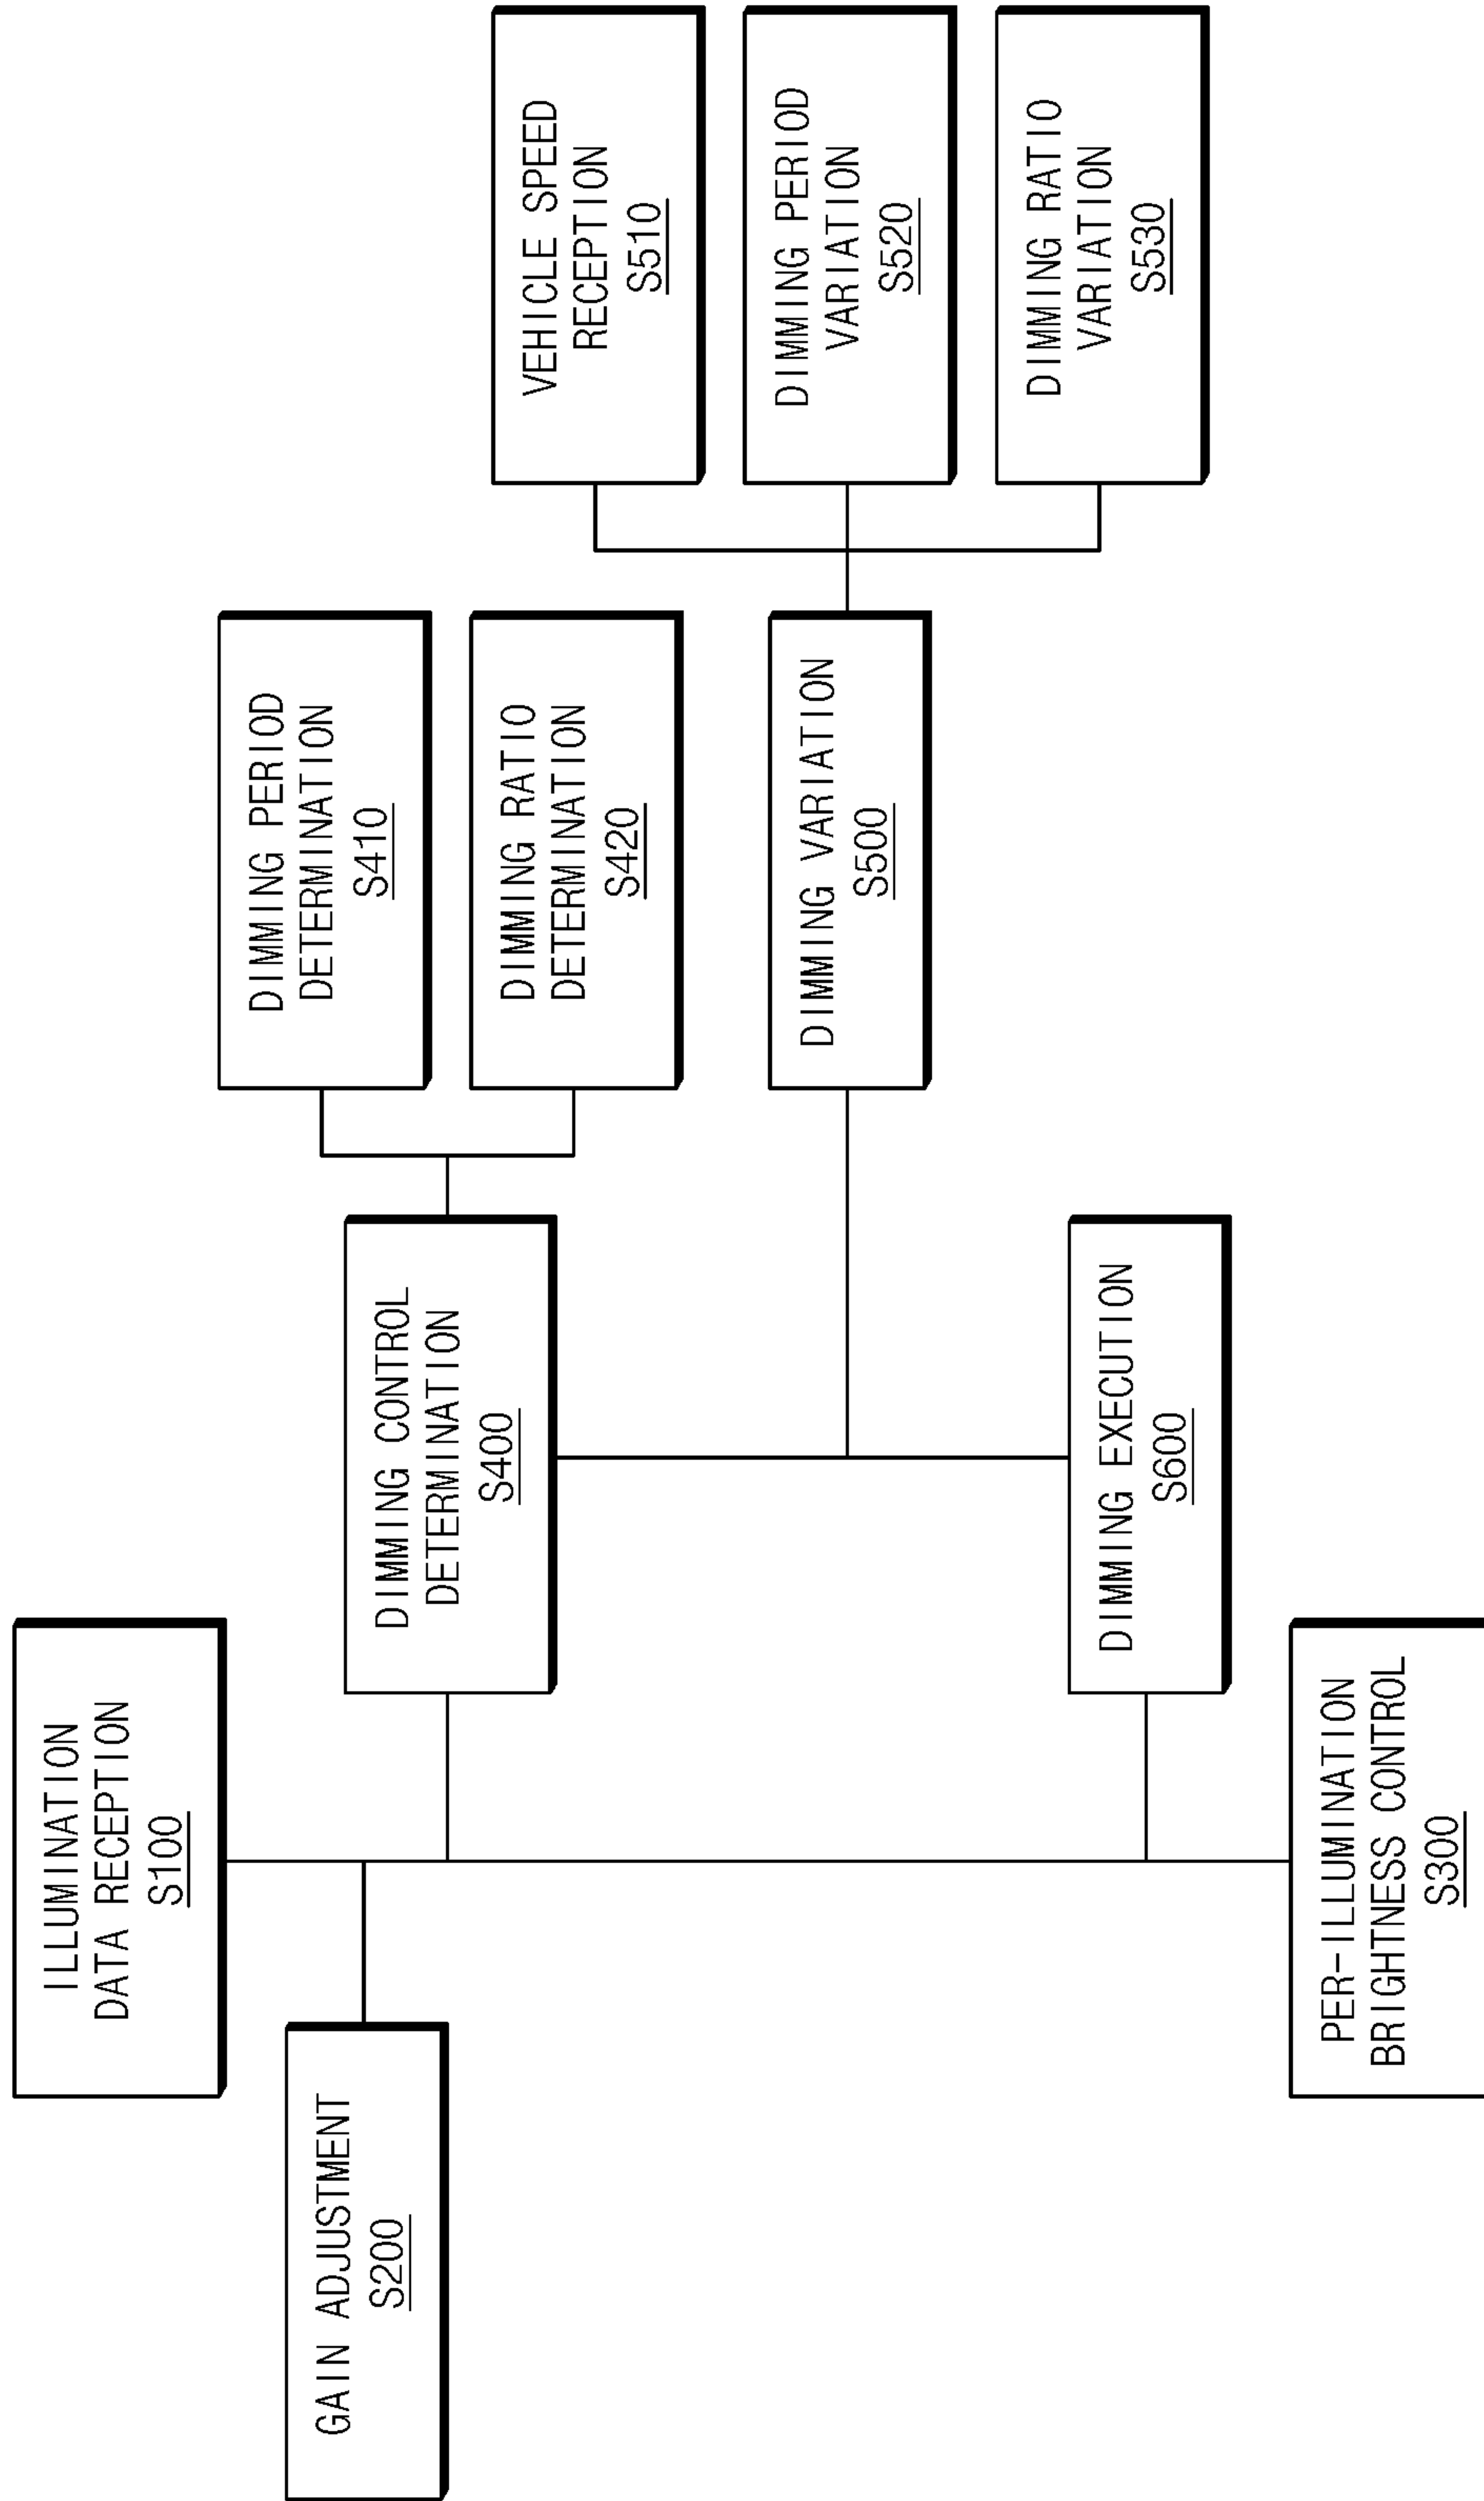 ILLUMINATION
DATA RECEPTION
S100
GAIN ADJUSTMENT
S200
DIMMING CONTROL
DETERMINATION
S400
DIMMING PERIOD
DETERMINATION
S410
DIMMING RATIO
DETERMINATION
S420
DIMMING VARIATION
S500
VEHICLE SPEED
RECEPTION
S510
DIMMING PERIOD
VARIATION
S520
DIMMING RATIO
VARIATION
S530
DIMMING EXECUTION
S600
PER-ILLUMINATION
BRIGHTNESS CONTROL
S300